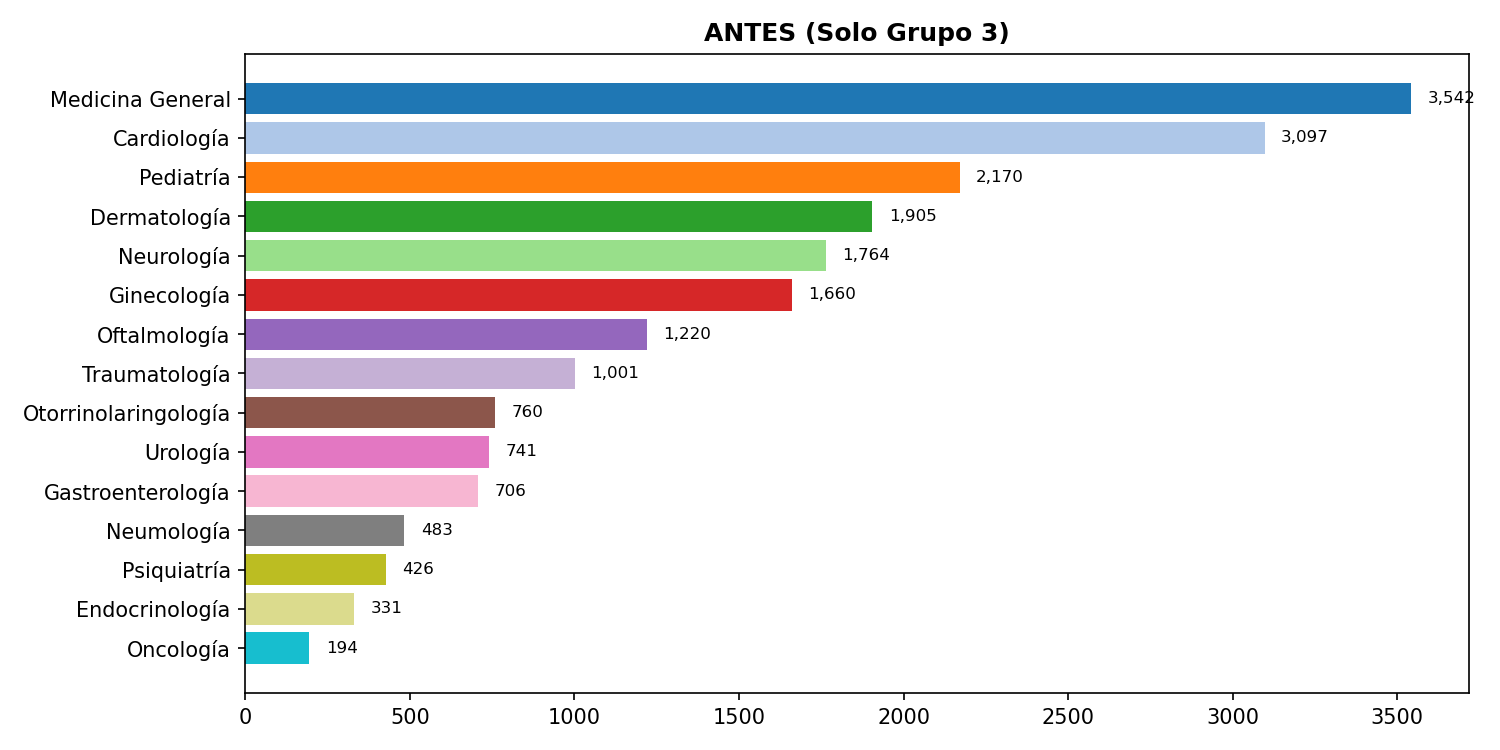 ANTES (Solo Grupo 3)
Medicina General 3,542
Cardiología 3,097
Pediatría 2,170
Dermatología 1,905
Neurología 1,764
Ginecología 1,660
Oftalmología 1,220
Traumatología 1,001
Otorrinolaringología 760
Urología 741
Gastroenterología 706
Neumología 483
Psiquiatría 426
Endocrinología 331
Oncología 194
0 500 1000 1500 2000 2500 3000 3500